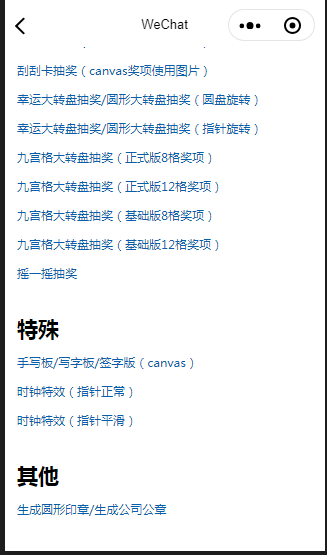 WeChat
刮刮卡抽奖（canvas奖项使用图片）
幸运大转盘抽奖/圆形大转盘抽奖（圆盘旋转）
幸运大转盘抽奖/圆形大转盘抽奖（指针旋转）
九宫格大转盘抽奖（正式版8格奖项）
九宫格大转盘抽奖（正式版12格奖项）
九宫格大转盘抽奖（基础版8格奖项）
九宫格大转盘抽奖（基础版12格奖项）
摇一摇抽奖
特殊
手写板/写字板/签字版（canvas）
时钟特效（指针正常）
时钟特效（指针平滑）
其他
生成圆形印章/生成公司公章